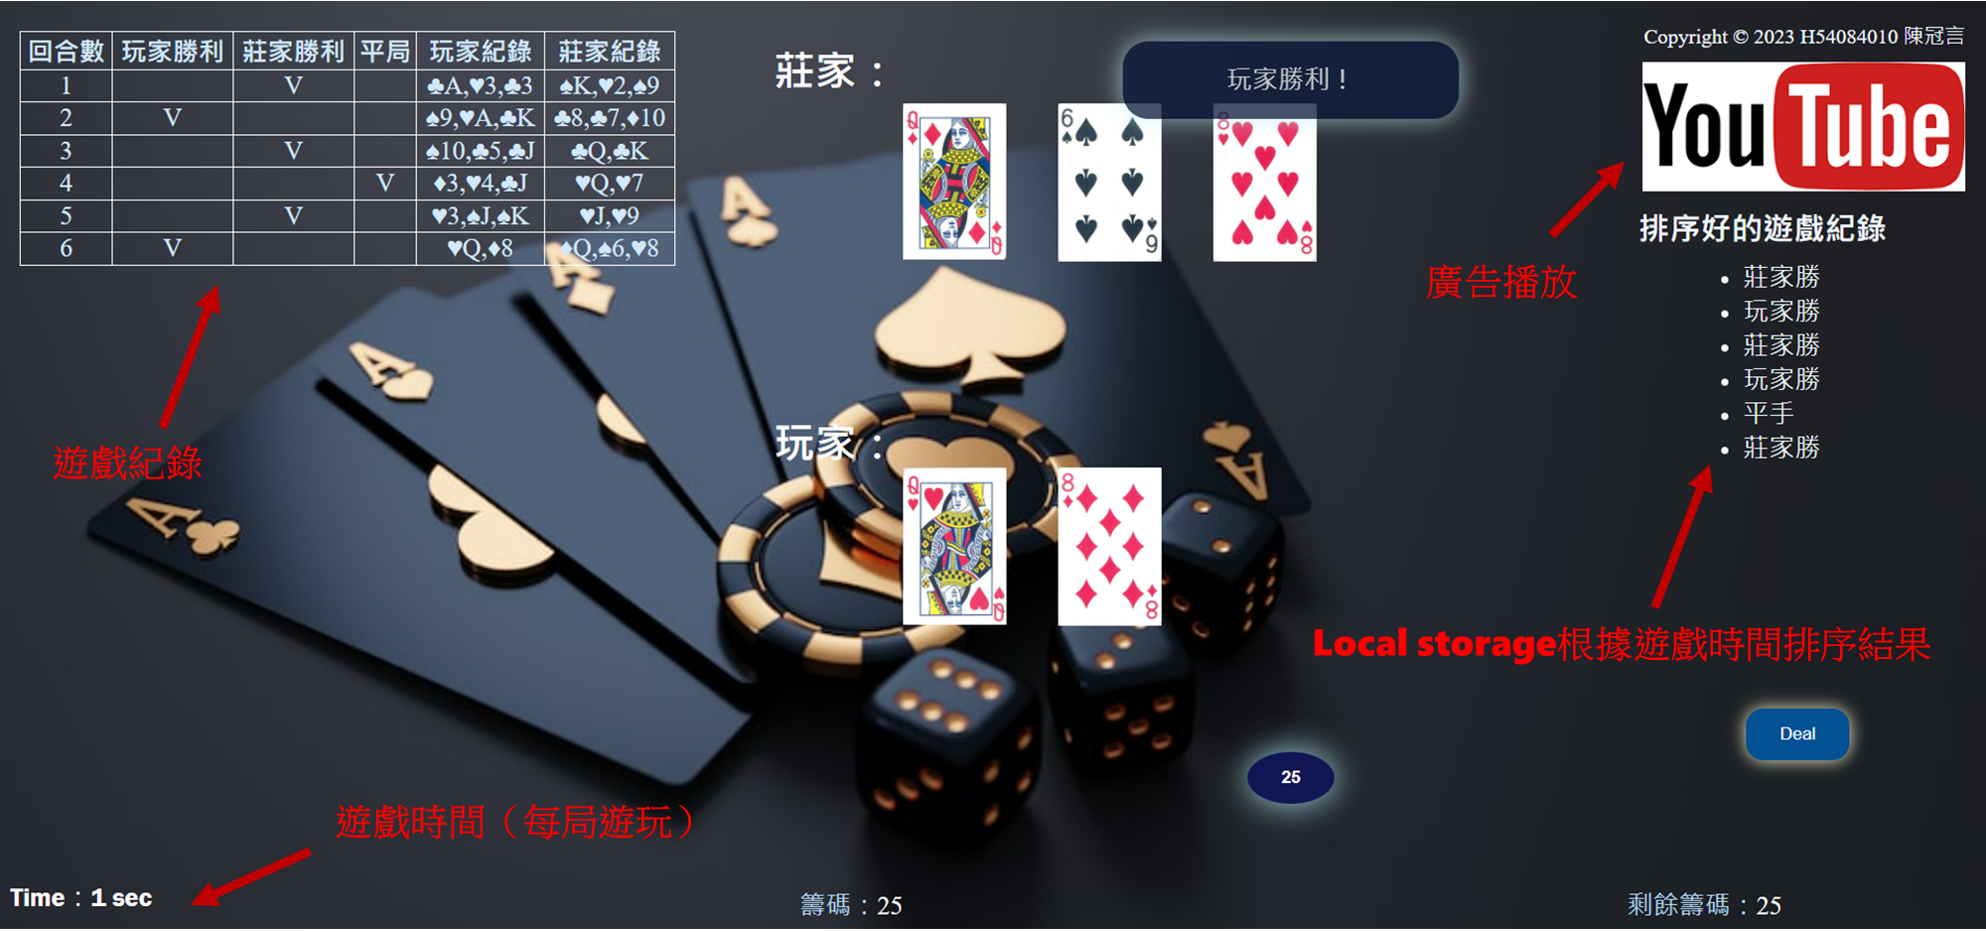 回合數 玩家勝利 莊家勝利 平局 玩家紀錄 莊家紀錄
1 V ♣A,♥3,♣3 ♠K,♥2,♠9
2 V ♠9,♥A,♣K ♣8,♣7,♦10
3 V ♠10,♣5,♣J ♣Q,♣K
4 V ♦3,♥4,♣J ♥Q,♥7
5 V ♥3,♠J,♠K ♥J,♥9
6 V ♥Q,♦8 ♦Q,♠6,♥8
遊戲紀錄
莊家：
玩家勝利！
Q Q
6 6
8 8
玩家：
Q Q
8 8
A
A
A
A
A
Copyright © 2023 H54084010 陳冠言
YouTube
廣告播放
排序好的遊戲紀錄
• 莊家勝
• 玩家勝
• 莊家勝
• 玩家勝
• 平手
• 莊家勝
Local storage根據遊戲時間排序結果
Deal
25
遊戲時間（每局遊玩）
Time：1 sec
籌碼：25
剩餘籌碼：25